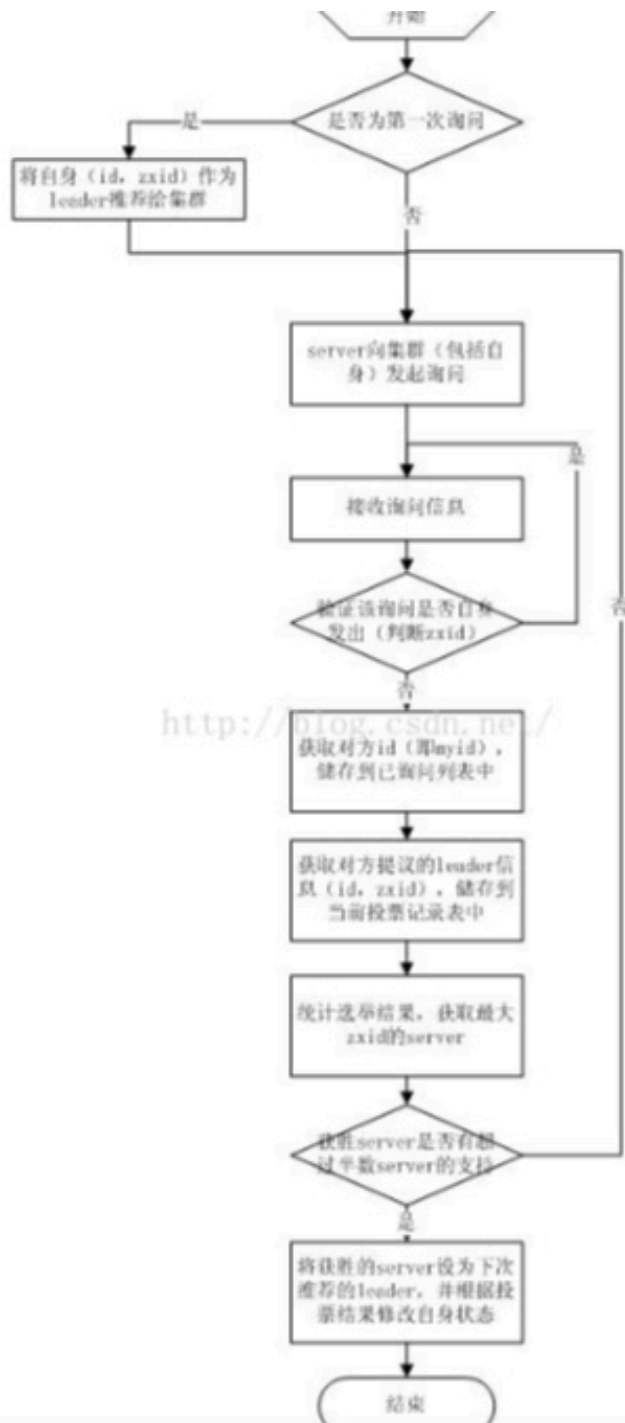 开始
是否为第一次询问
是
将自身（id，zxid）作为
leader推荐给集群
否
server向集群（包括自
身）发起询问
是
接收询问信息
否
验证该询问是否自身
发出（判断zxid）
否
http://blog.csdn.net/
获取对方id（即myid），
储存到已询问列表中
获取对方提议的leader信
息（id，zxid），储存到
当前投票记录表中
统计选举结果，获取最大
zxid的server
获胜server是否有超
过半数server的支持
是
将获胜的server设为下次
推荐的leader，并根据投
票结果修改自身状态
结束